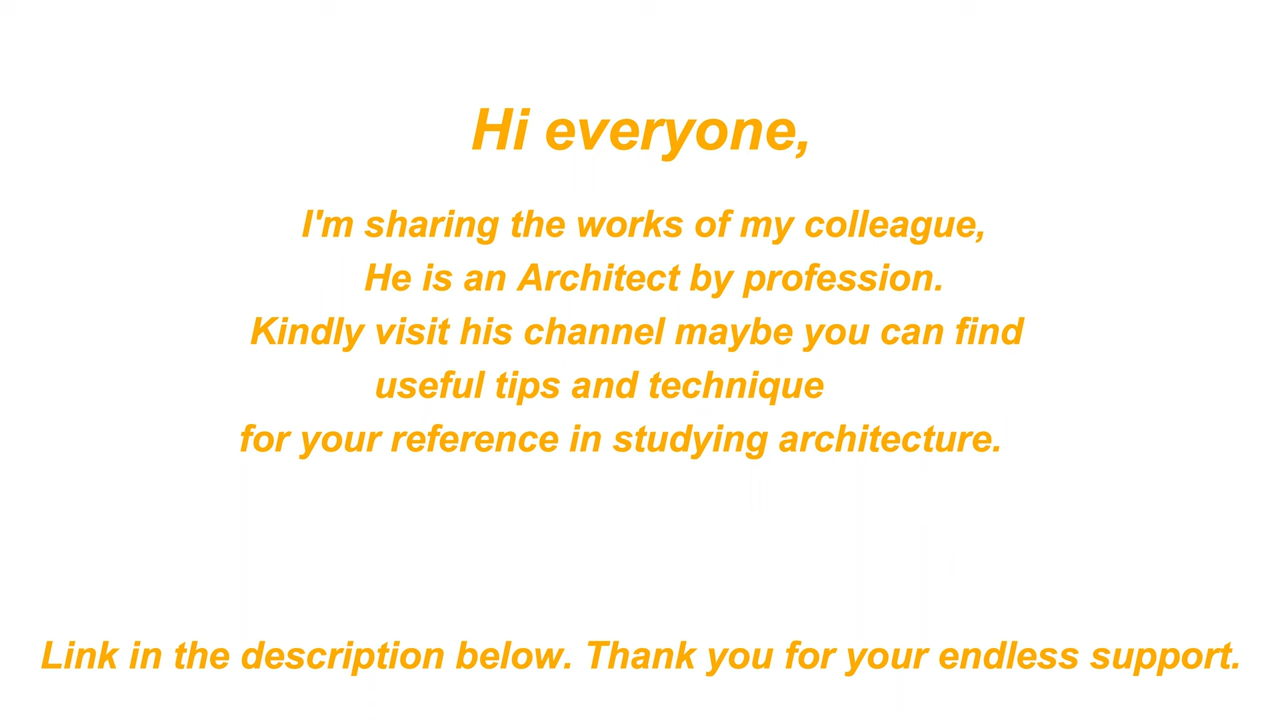 Hi everyone,
I'm sharing the works of my colleague,
He is an Architect by profession.
Kindly visit his channel maybe you can find
useful tips and technique
for your reference in studying architecture.
Link in the description below. Thank you for your endless support.